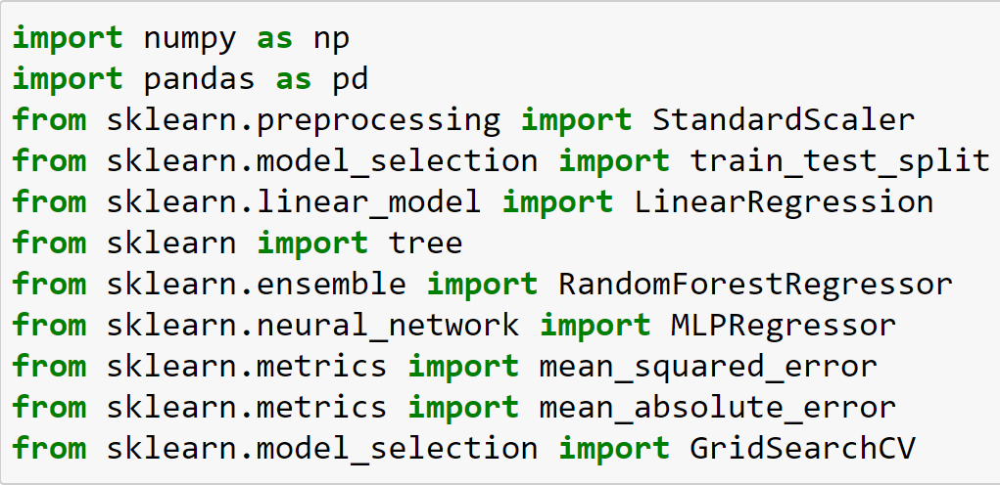 import numpy as np
import pandas as pd
from sklearn.preprocessing import StandardScaler
from sklearn.model_selection import train_test_split
from sklearn.linear_model import LinearRegression
from sklearn import tree
from sklearn.ensemble import RandomForestRegressor
from sklearn.neural_network import MLPRegressor
from sklearn.metrics import mean_squared_error
from sklearn.metrics import mean_absolute_error
from sklearn.model_selection import GridSearchCV